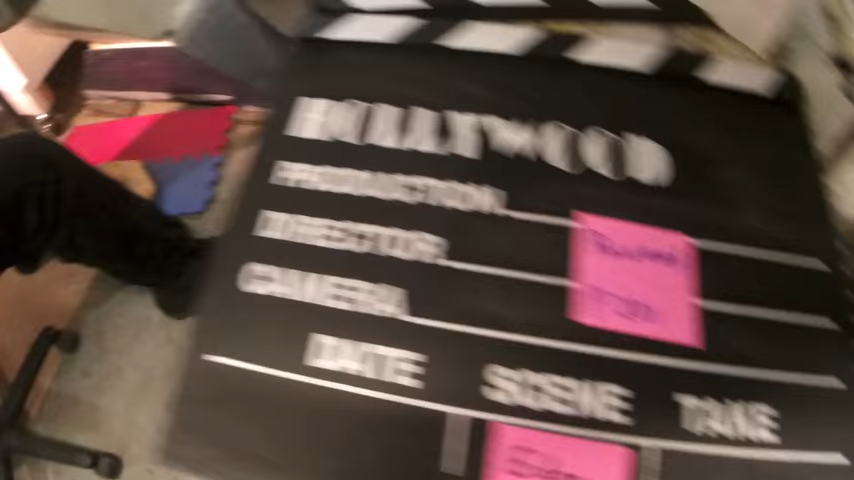 HOLLYWOOD
PRODUCTION
DIRECTOR
CAMERA
DATE SCENE TAKE